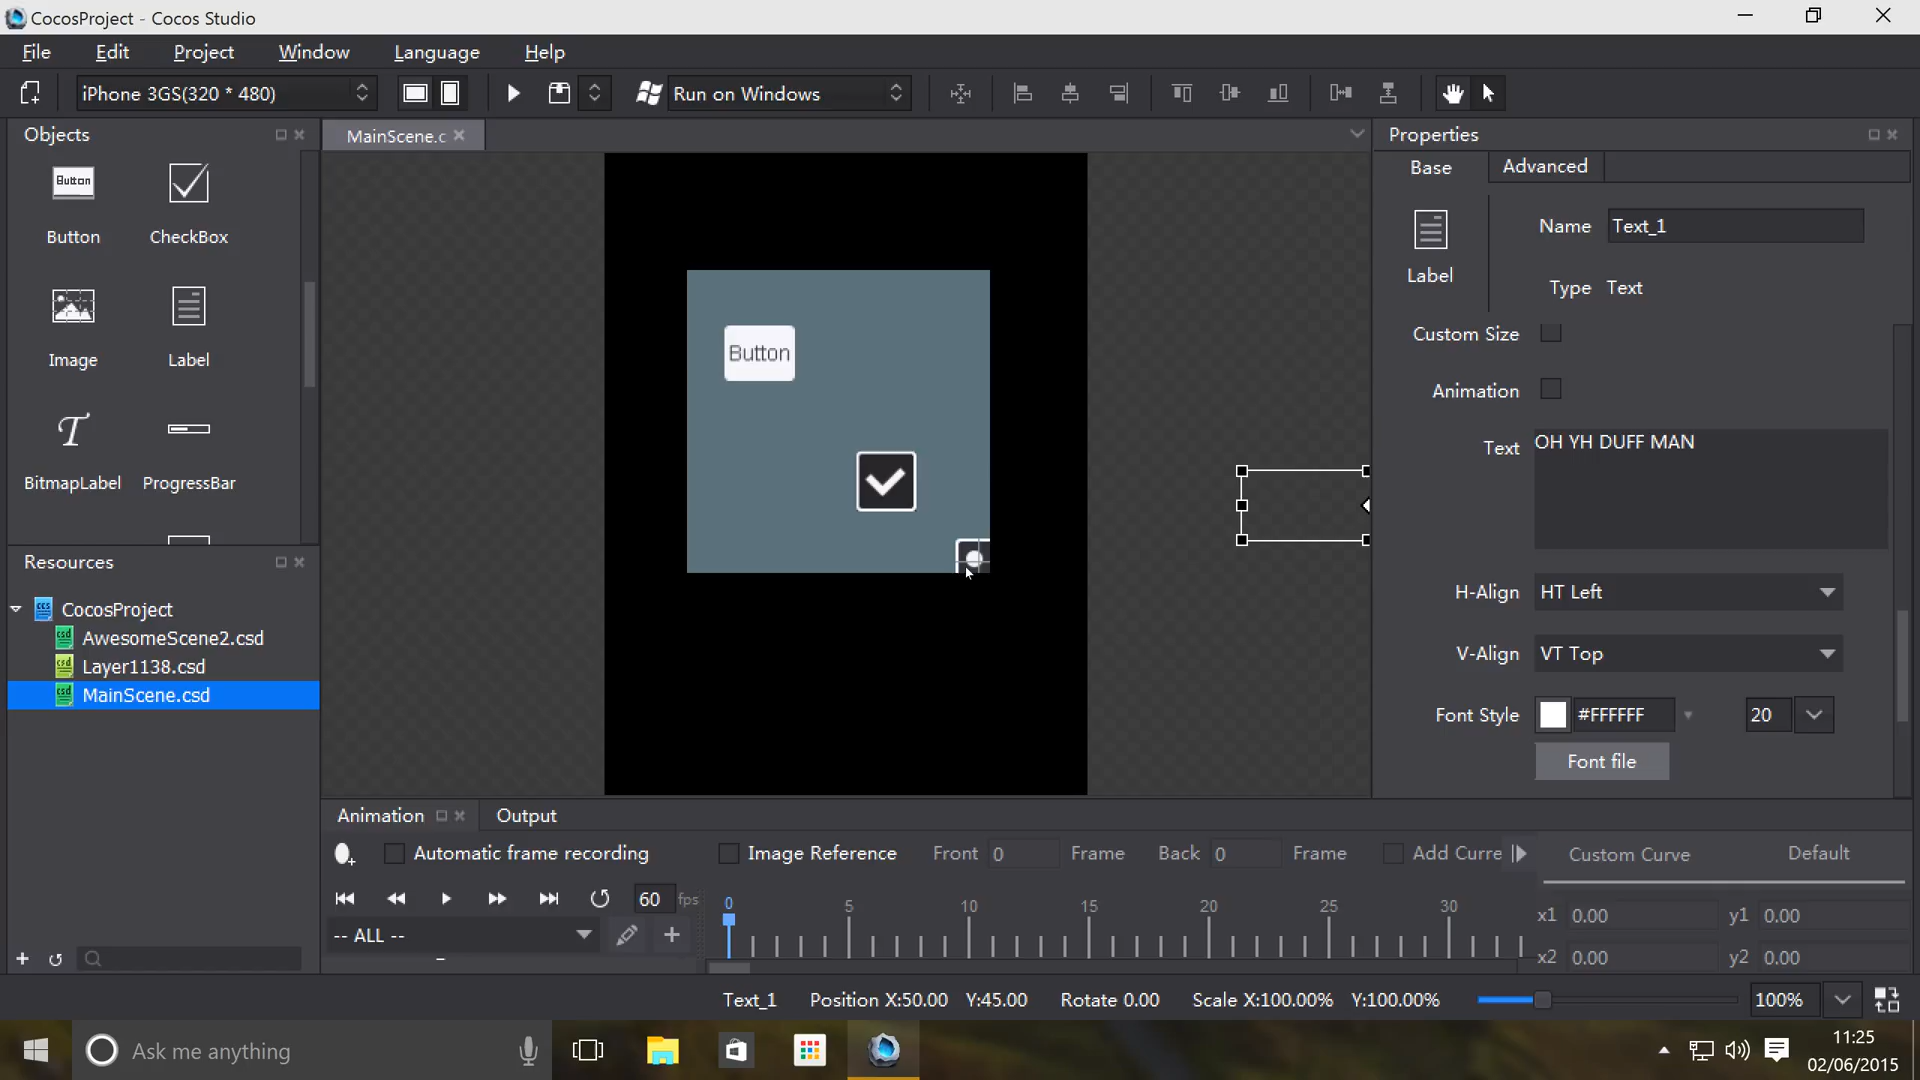 CocosProject - Cocos Studio
File Edit Project Window Language Help
iPhone 3GS(320 * 480)
Run on Windows
Objects
MainScene.c
Properties
Base Advanced
Button
Button CheckBox
Image Label
BitmapLabel ProgressBar
Button
Label
Name Text_1
Type Text
Custom Size
Animation
Text OH YH DUFF MAN
H-Align HT Left
V-Align VT Top
Font Style #FFFFFF 20
Font file
Resources
CocosProject
AwesomeScene2.csd
Layer1138.csd
MainScene.csd
Animation Output
Automatic frame recording Image Reference Front 0 Frame Back 0 Frame Add Curre Custom Curve Default
60 fps 0 5 10 15 20 25 30
-- ALL --
x1 0.00 y1 0.00
x2 0.00 y2 0.00
Text_1 Position X:50.00 Y:45.00 Rotate 0.00 Scale X:100.00% Y:100.00% 100%
Ask me anything
11:25
02/06/2015